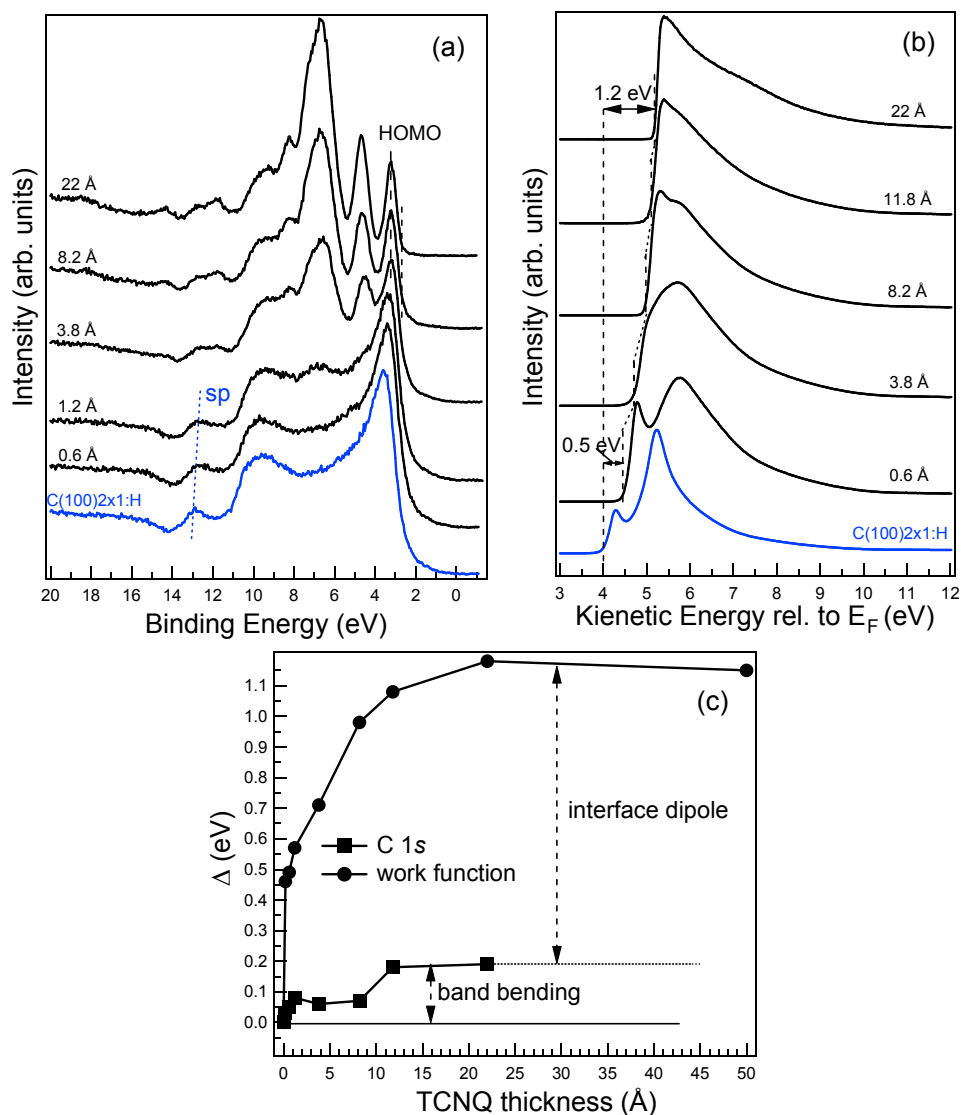 (a)
HOMO
22 Å
8.2 Å
3.8 Å
sp
1.2 Å
0.6 Å
C(100)2x1:H
Intensity (arb. units)
20 18 16 14 12 10 8 6 4 2 0
Binding Energy (eV)
(b)
1.2 eV
22 Å
11.8 Å
8.2 Å
3.8 Å
0.5 eV
0.6 Å
C(100)2x1:H
Intensity (arb. units)
3 4 5 6 7 8 9 10 11 12
Kienetic Energy rel. to E_F (eV)
(c)
1.1
1.0
0.9
0.8
0.7
0.6
0.5
0.4
0.3
0.2
0.1
0.0
Δ (eV)
interface dipole
C 1s
work function
band bending
0 5 10 15 20 25 30 35 40 45 50
TCNQ thickness (Å)